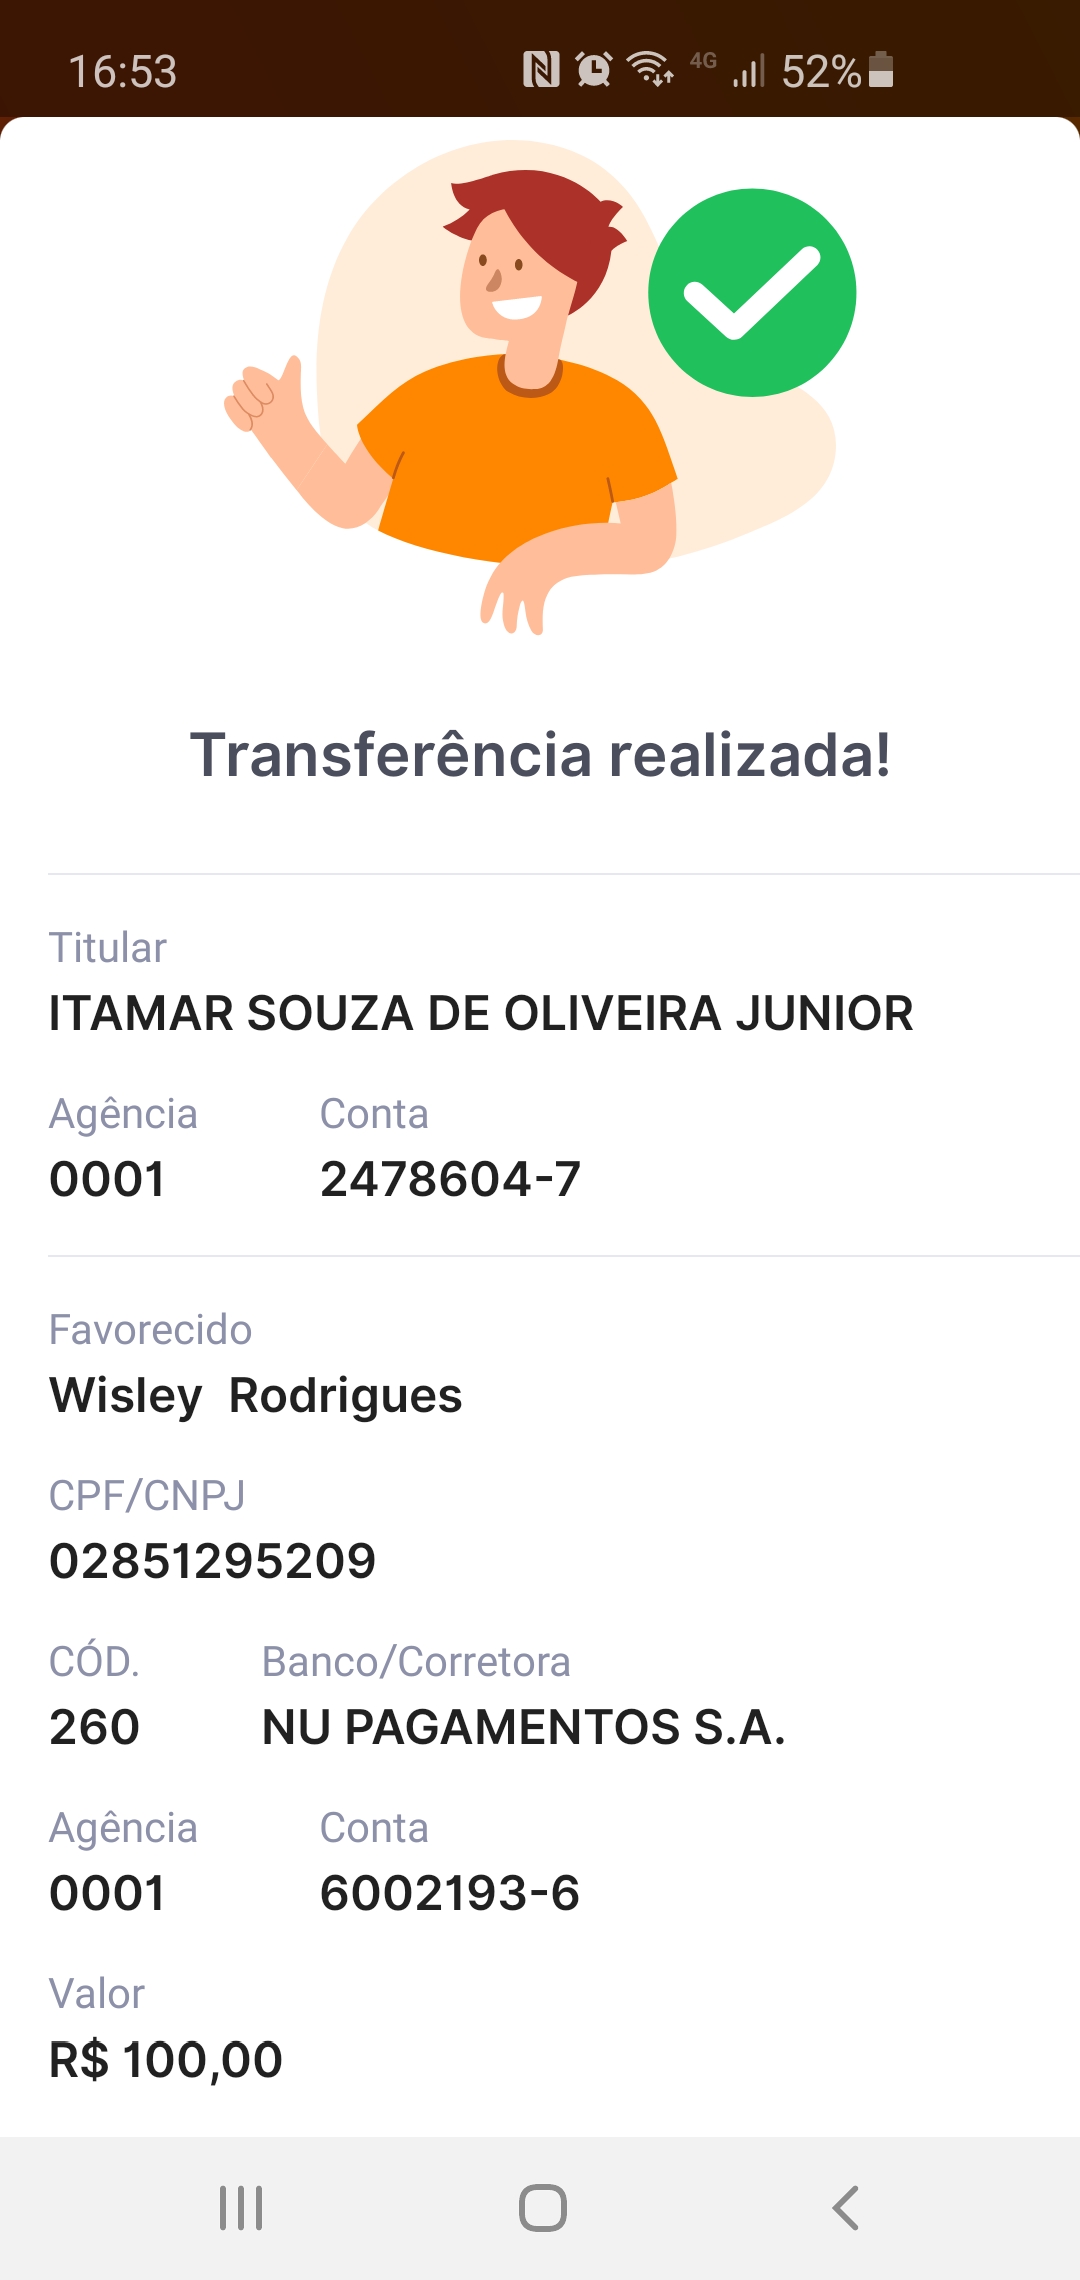 16:53 4G 52%
Transferência realizada!
Titular
ITAMAR SOUZA DE OLIVEIRA JUNIOR
Agência Conta
0001 2478604-7
Favorecido
Wisley Rodrigues
CPF/CNPJ
02851295209
CÓD. Banco/Corretora
260 NU PAGAMENTOS S.A.
Agência Conta
0001 6002193-6
Valor
R$ 100,00